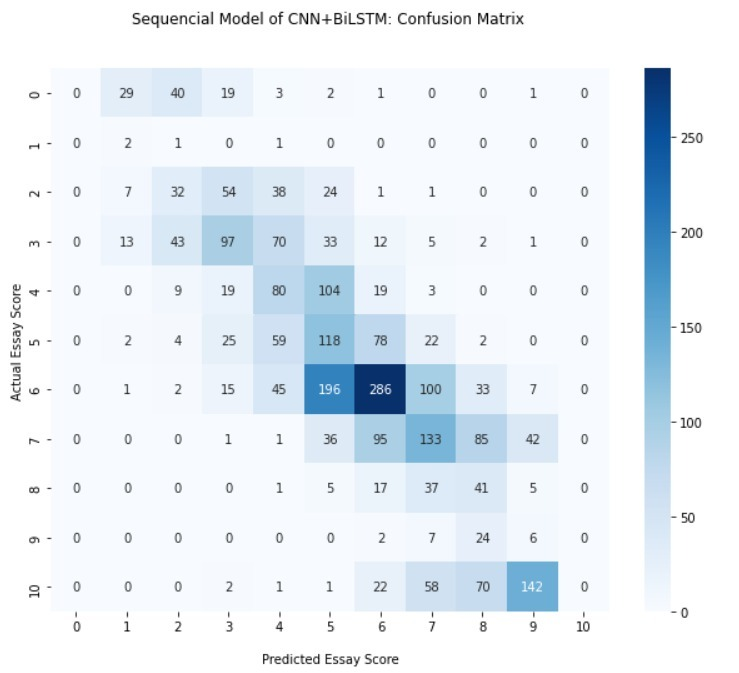 Sequencial Model of CNN+BiLSTM: Confusion Matrix
0 0 29 40 19 3 2 1 0 0 1 0
1 0 2 1 0 1 0 0 0 0 0 0
2 0 7 32 54 38 24 1 1 0 0 0
3 0 13 43 97 70 33 12 5 2 1 0
4 0 0 9 19 80 104 19 3 0 0 0
5 0 2 4 25 59 118 78 22 2 0 0
6 0 1 2 15 45 196 286 100 33 7 0
7 0 0 0 1 1 36 95 133 85 42 0
8 0 0 0 0 1 5 17 37 41 5 0
9 0 0 0 0 0 0 2 7 24 6 0
10 0 0 0 2 1 1 22 58 70 142 0
0 1 2 3 4 5 6 7 8 9 10
Actual Essay Score
Predicted Essay Score
250
200
150
100
50
0